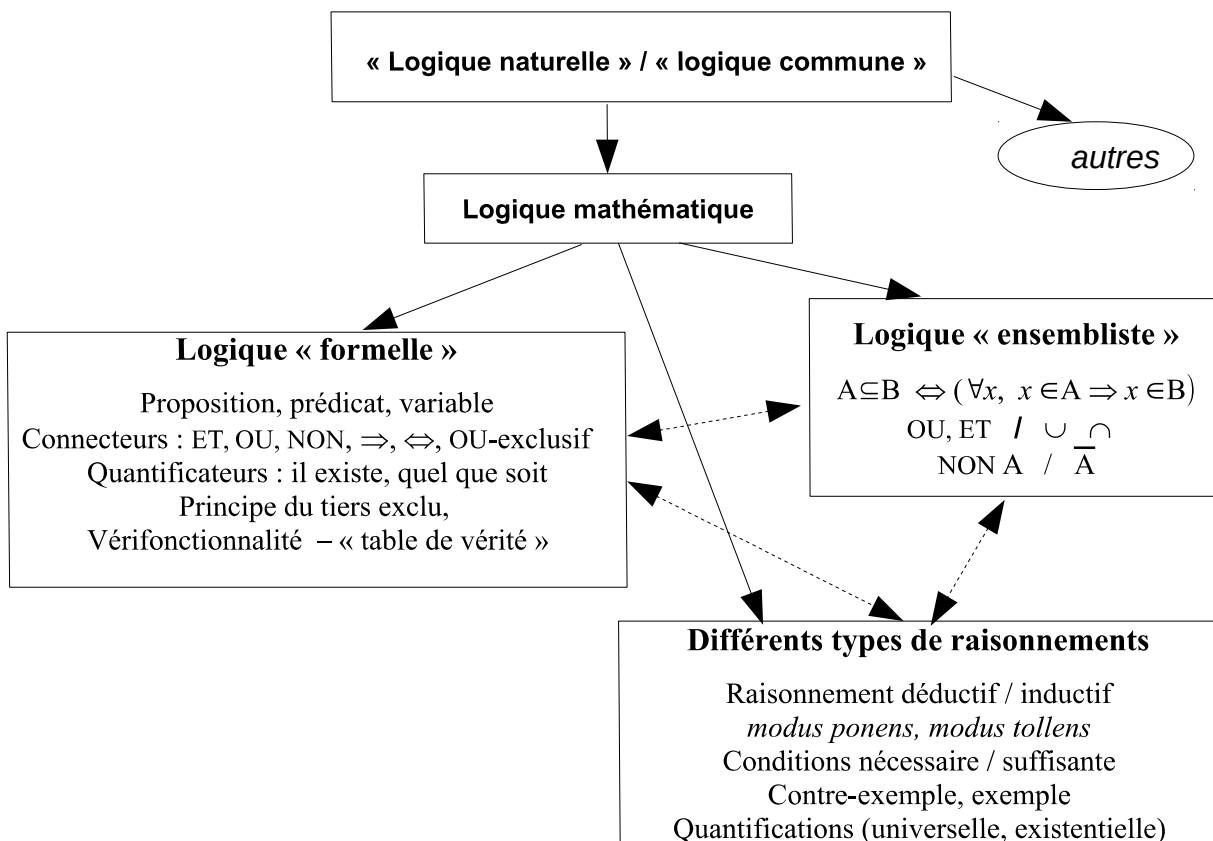 « Logique naturelle » / « logique commune »
autres
Logique mathématique
Logique « formelle »
Proposition, prédicat, variable
Connecteurs : ET, OU, NON, ⇒, ⇔, OU-exclusif
Quantificateurs : il existe, quel que soit
Principe du tiers exclu,
Vérifonctionnalité – « table de vérité »
Logique « ensembliste »
A⊆B ⇔ ( ∀x, x ∈A ⇒ x ∈B)
OU, ET / ∪ ∩
NON A / A̅
Différents types de raisonnements
Raisonnement déductif / inductif
modus ponens, modus tollens
Conditions nécessaire / suffisante
Contre-exemple, exemple
Quantifications (universelle, existentielle)